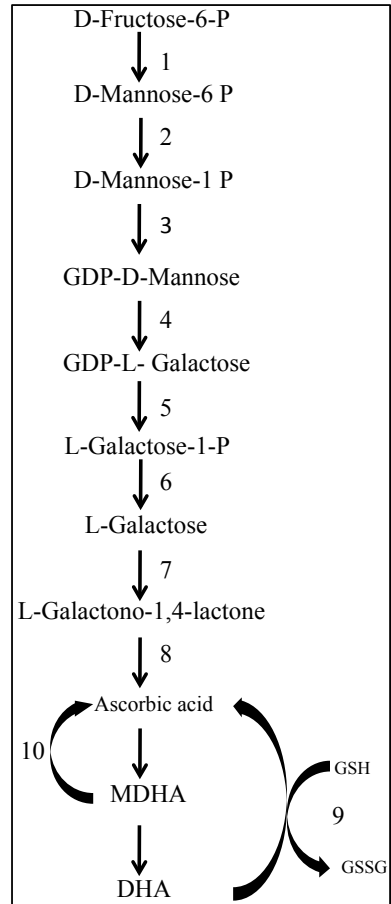 D-Fructose-6-P
1
D-Mannose-6 P
2
D-Mannose-1 P
3
GDP-D-Mannose
4
GDP-L- Galactose
5
L-Galactose-1-P
6
L-Galactose
7
L-Galactono-1,4-lactone
8
Ascorbic acid
10
GSH
MDHA
9
GSSG
DHA